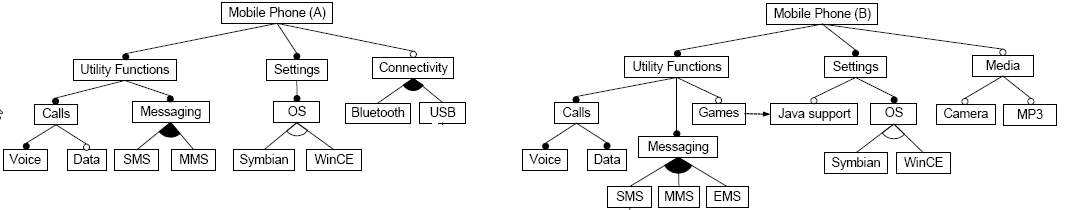 Mobile Phone (A)
Utility Functions
Settings
Connectivity
Calls
Messaging
OS
Bluetooth
USB
Voice
Data
SMS
MMS
Symbian
WinCE
Mobile Phone (B)
Utility Functions
Settings
Media
Calls
Games
Java support
OS
Camera
MP3
Messaging
Voice
Data
Symbian
WinCE
SMS
MMS
EMS